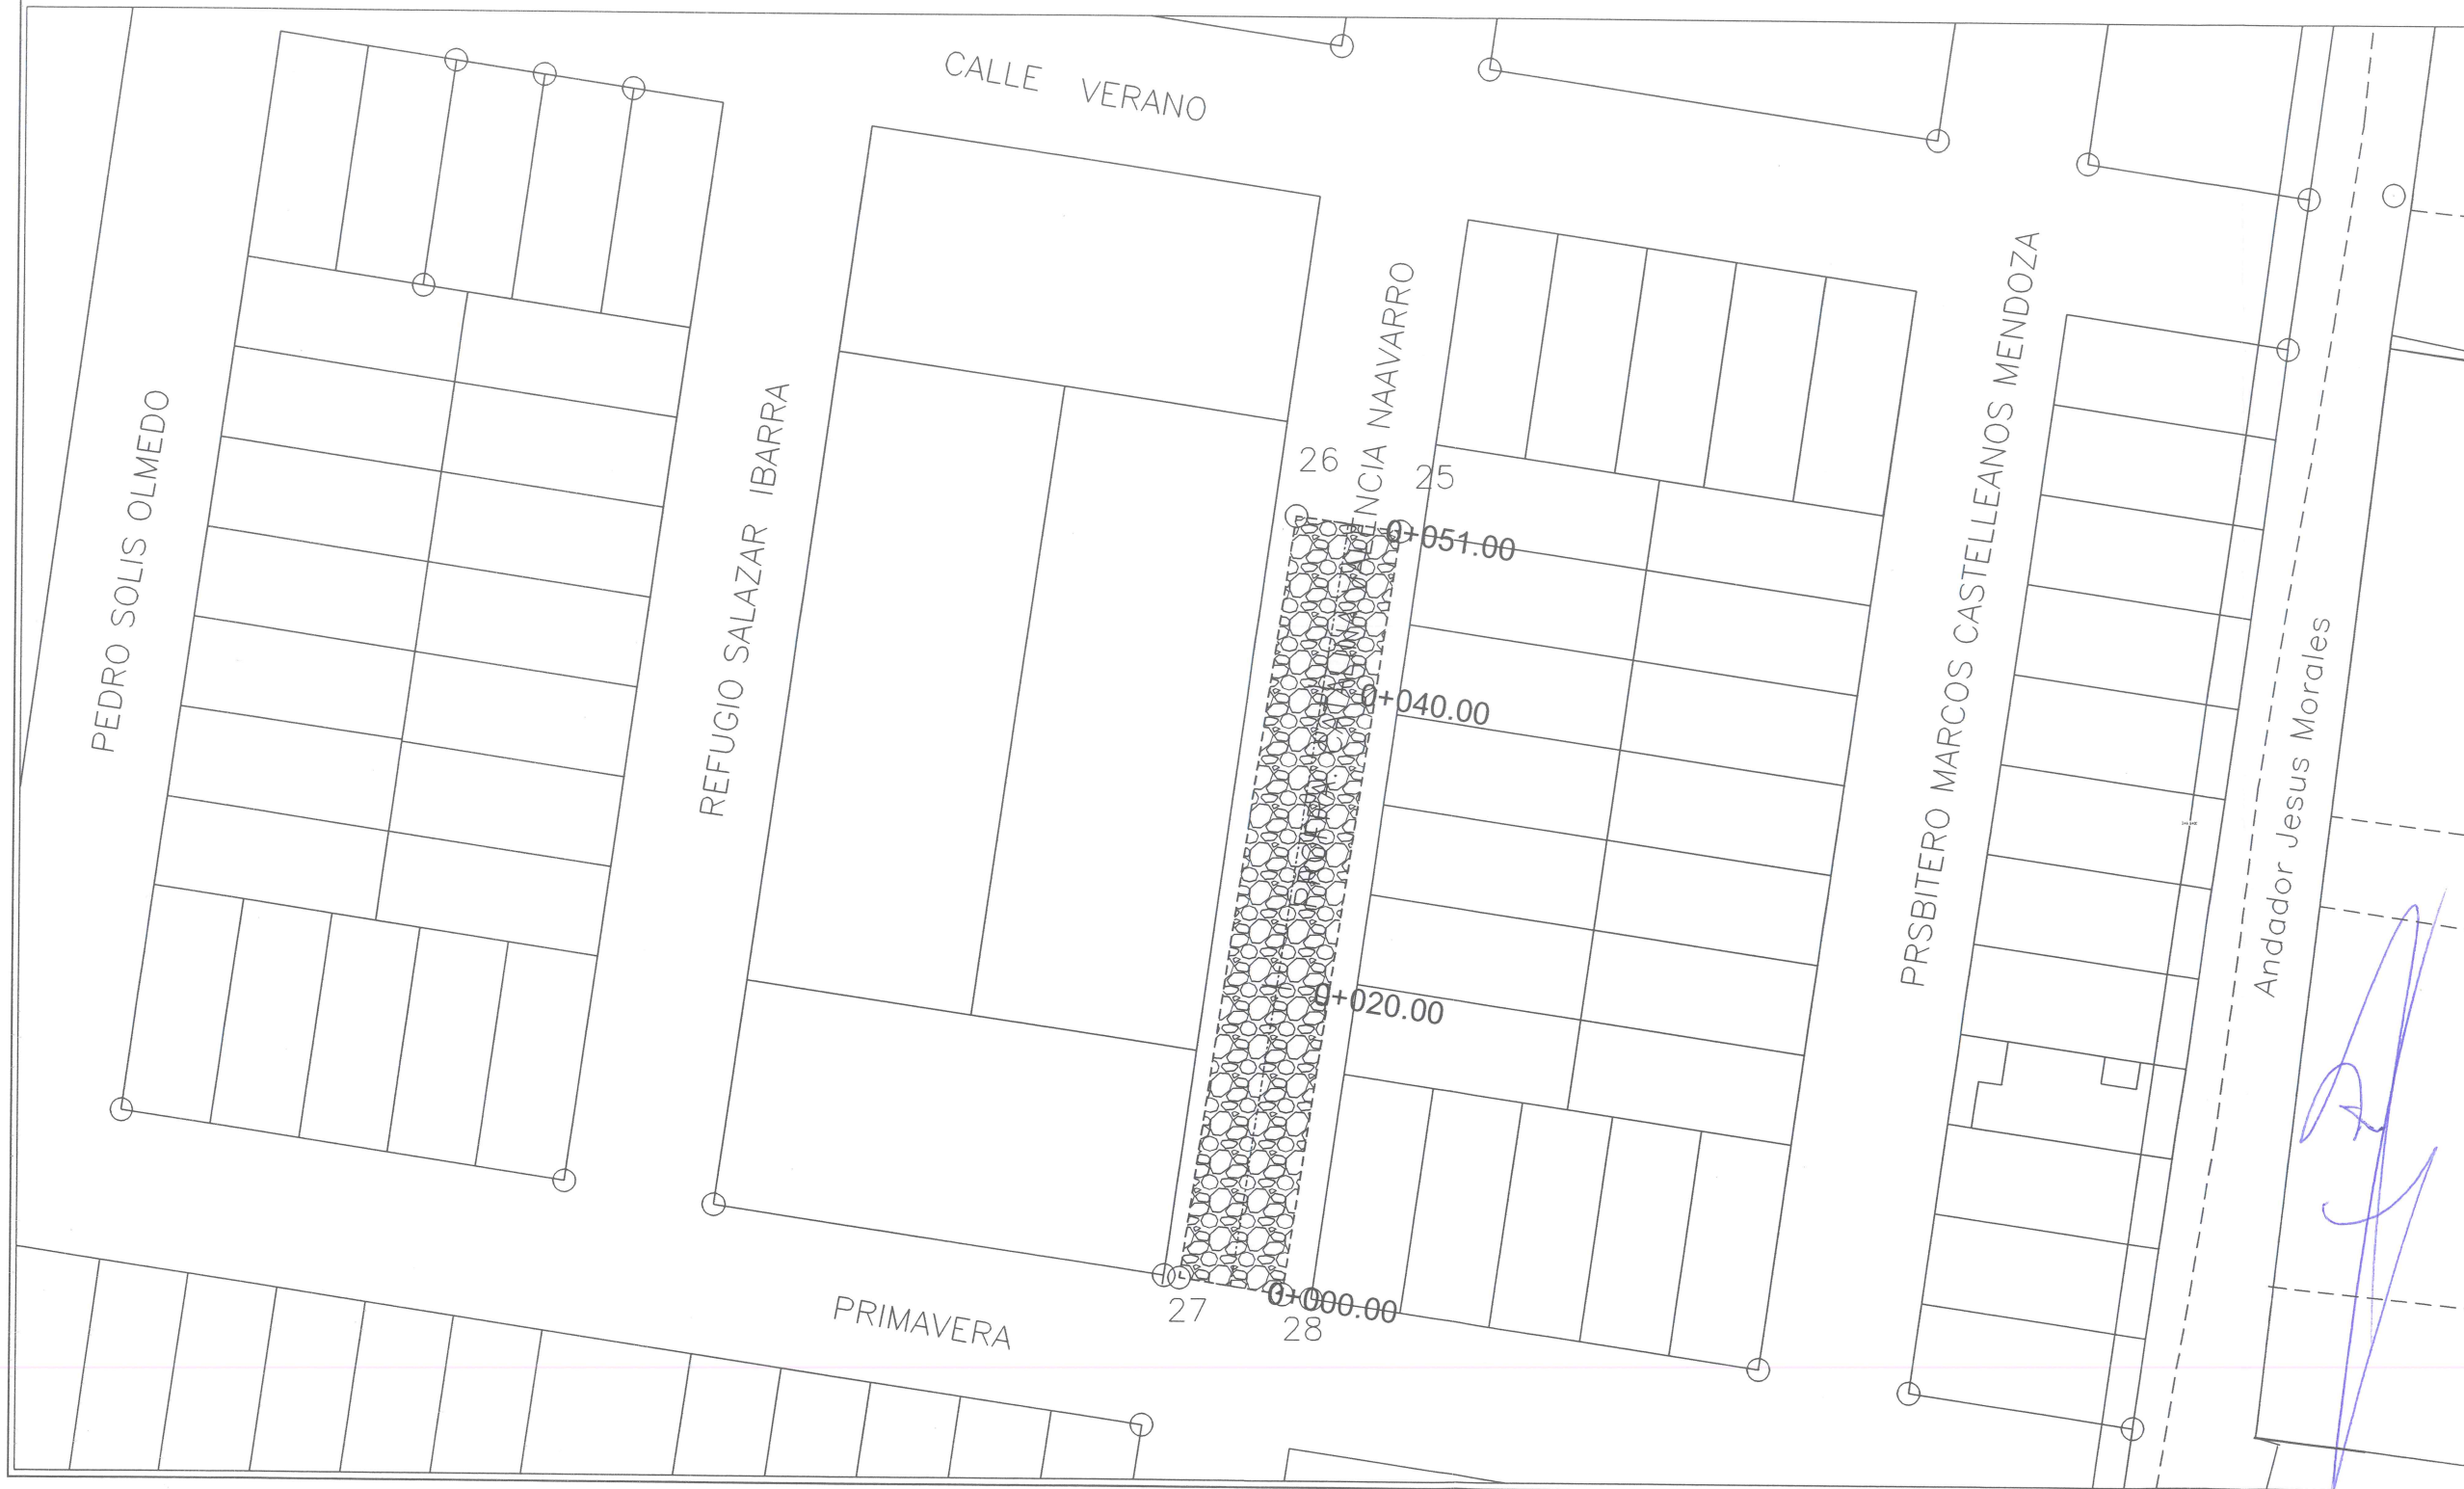 CALLE VERANO
PEDRO SOLIS OLMEDO
REFUGIO SALAZAR IBARRA
NAAVARRO
PRSBITERO MARCOS CASTELLEANOS MENDOZA
Andador Jesus Morales
26
25
0+051.00
0+040.00
0+020.00
0+000.00
27
28
PRIMAVERA